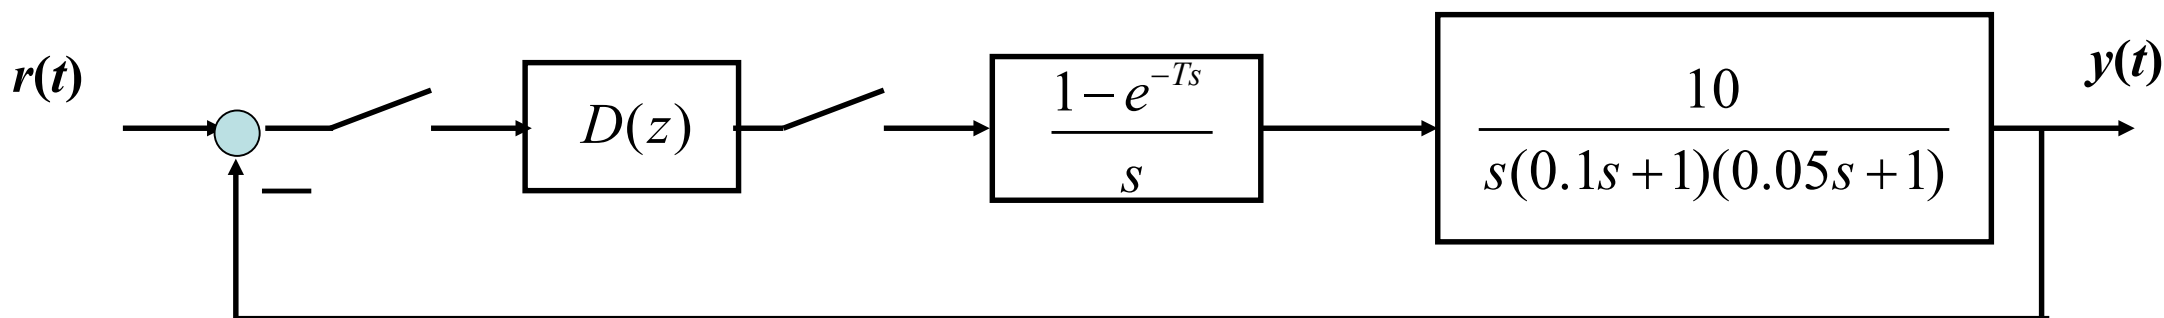 r(t)
−
D(z)
1−e^{−Ts}
s
10
s(0.1s+1)(0.05s+1)
y(t)